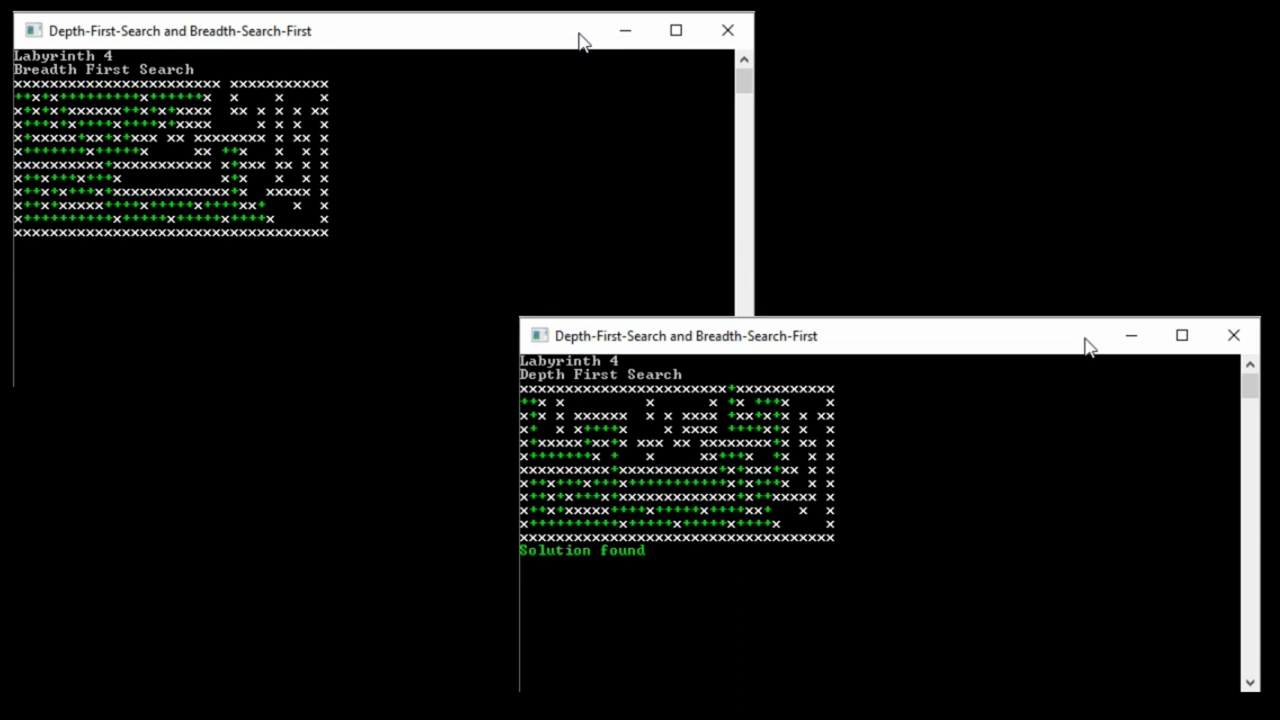 Depth-First-Search and Breadth-Search-First
Labyrinth 4
Breadth First Search
Depth-First-Search and Breadth-Search-First
Labyrinth 4
Depth First Search
Solution found